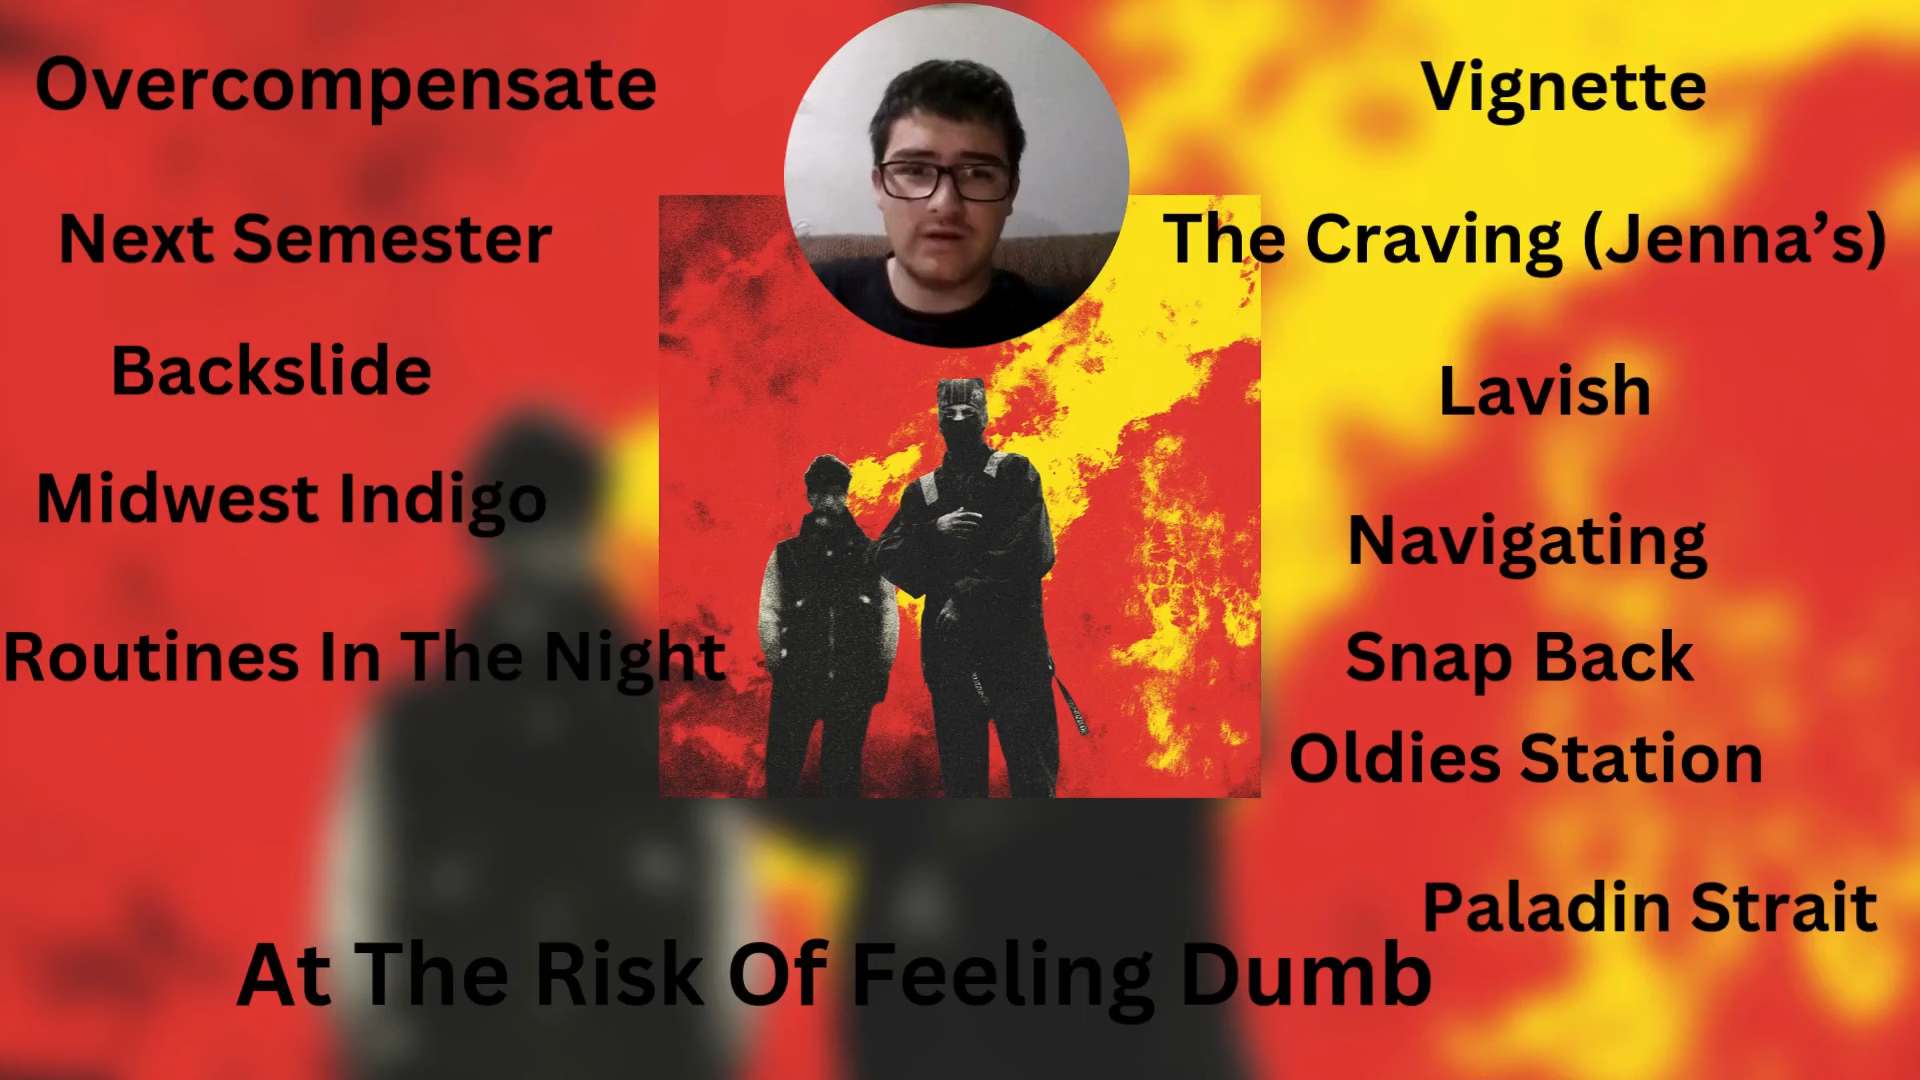 Overcompensate
Next Semester
Backslide
Midwest Indigo
Routines In The Night
Vignette
The Craving (Jenna’s)
Lavish
Navigating
Snap Back
Oldies Station
Paladin Strait
At The Risk Of Feeling Dumb